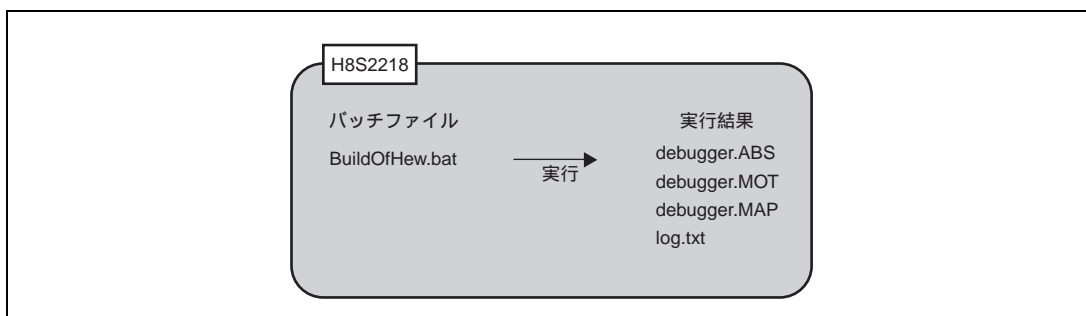 H8S2218
バッチファイル
BuildOfHew.bat
実行
実行結果
debugger.ABS
debugger.MOT
debugger.MAP
log.txt